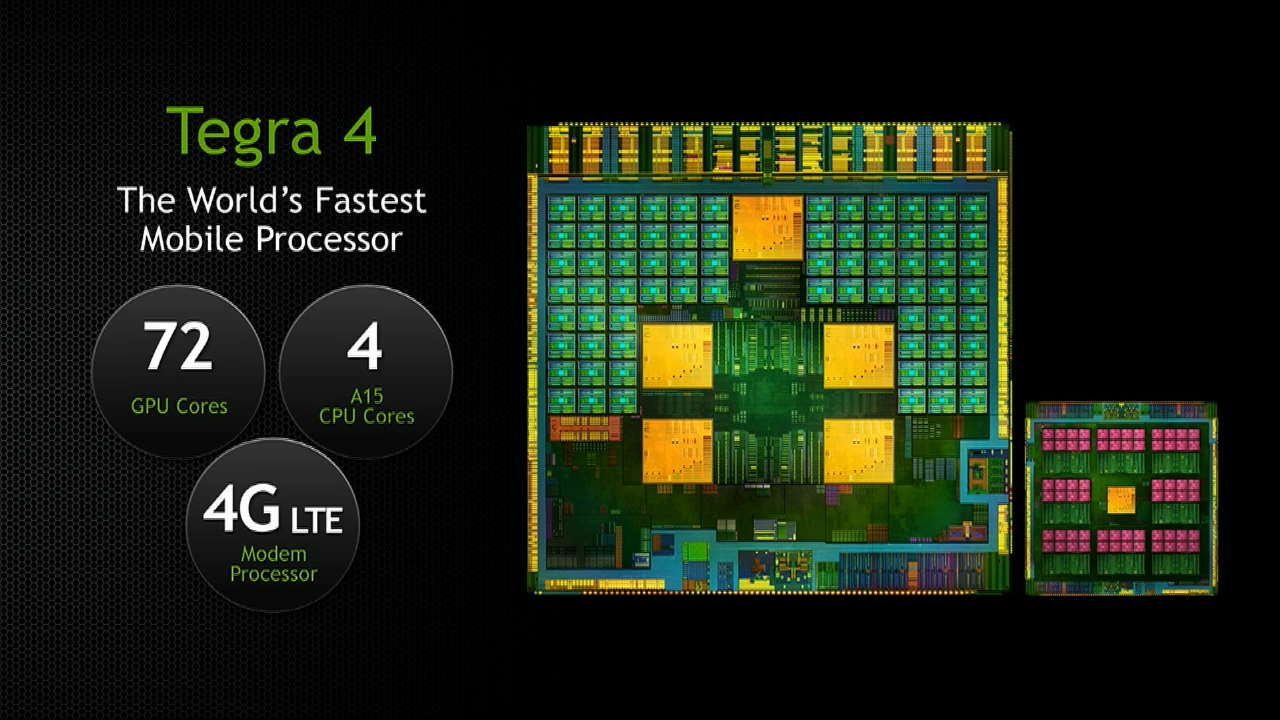 Tegra 4
The World's Fastest
Mobile Processor
72
GPU Cores
4
A15
CPU Cores
4G LTE
Modem
Processor